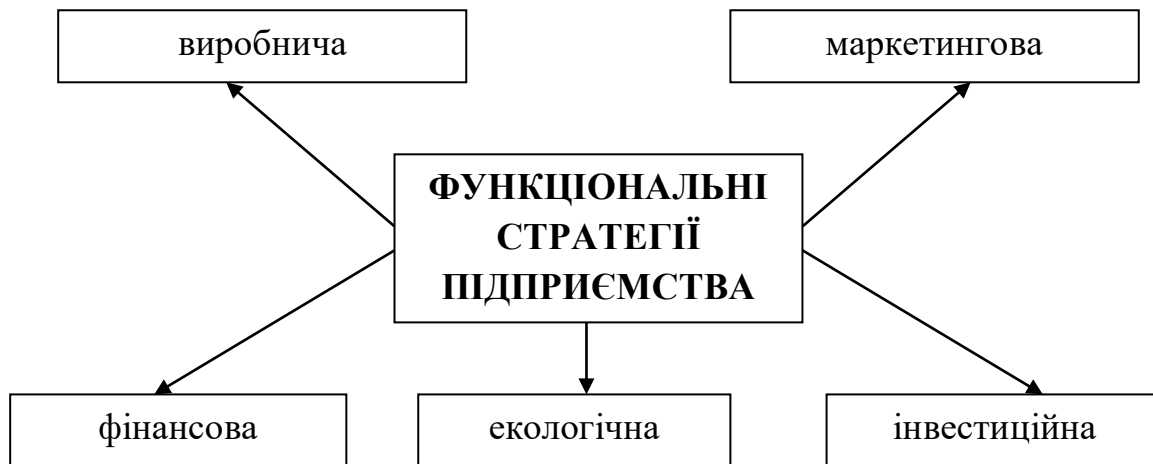 виробнича
маркетингова
ФУНКЦІОНАЛЬНІ
СТРАТЕГІЇ
ПІДПРИЄМСТВА
фінансова
екологічна
інвестиційна